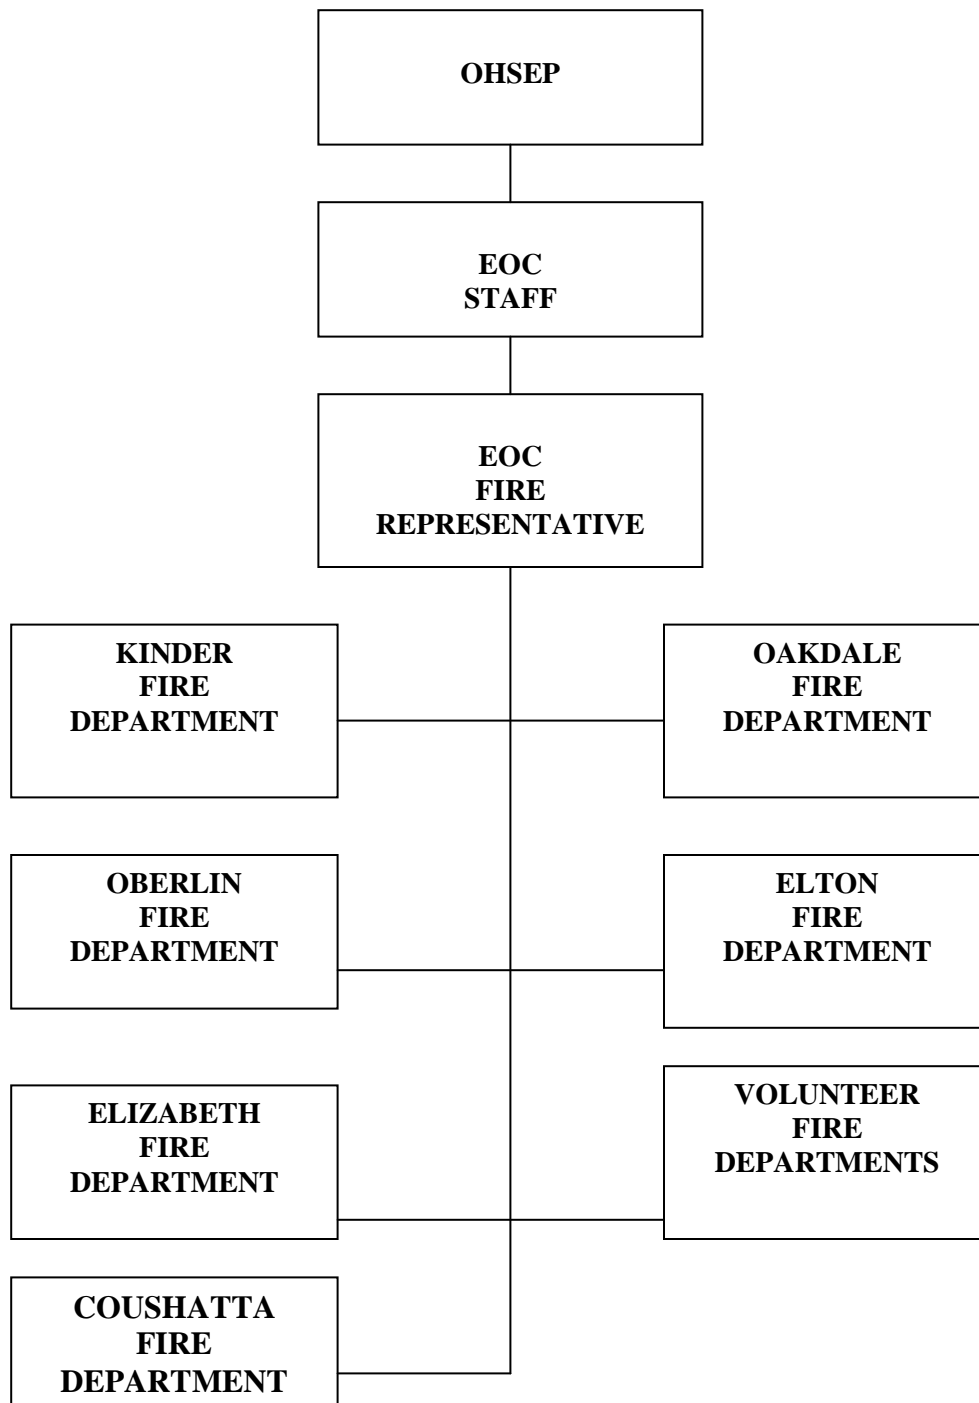 OHSEP
EOC
STAFF
EOC
FIRE
REPRESENTATIVE
KINDER
FIRE
DEPARTMENT
OAKDALE
FIRE
DEPARTMENT
OBERLIN
FIRE
DEPARTMENT
ELTON
FIRE
DEPARTMENT
ELIZABETH
FIRE
DEPARTMENT
VOLUNTEER
FIRE
DEPARTMENTS
COUSHATTA
FIRE
DEPARTMENT